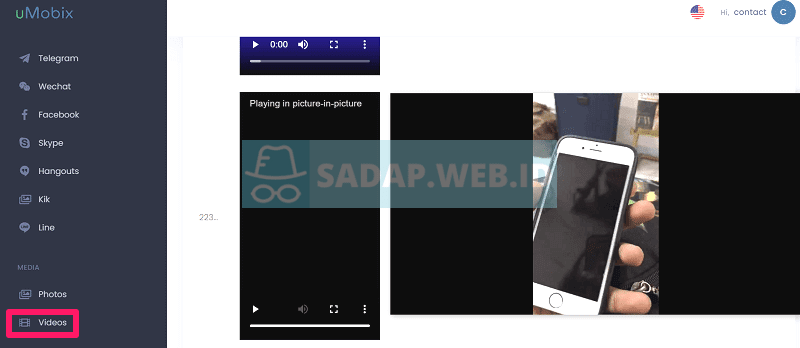 uMobix
Hi, contact
C
Telegram
Wechat
Facebook
Skype
Hangouts
Kik
Line
MEDIA
Photos
Videos
0:00
Playing in picture-in-picture
SADAP.WEB.ID
223...